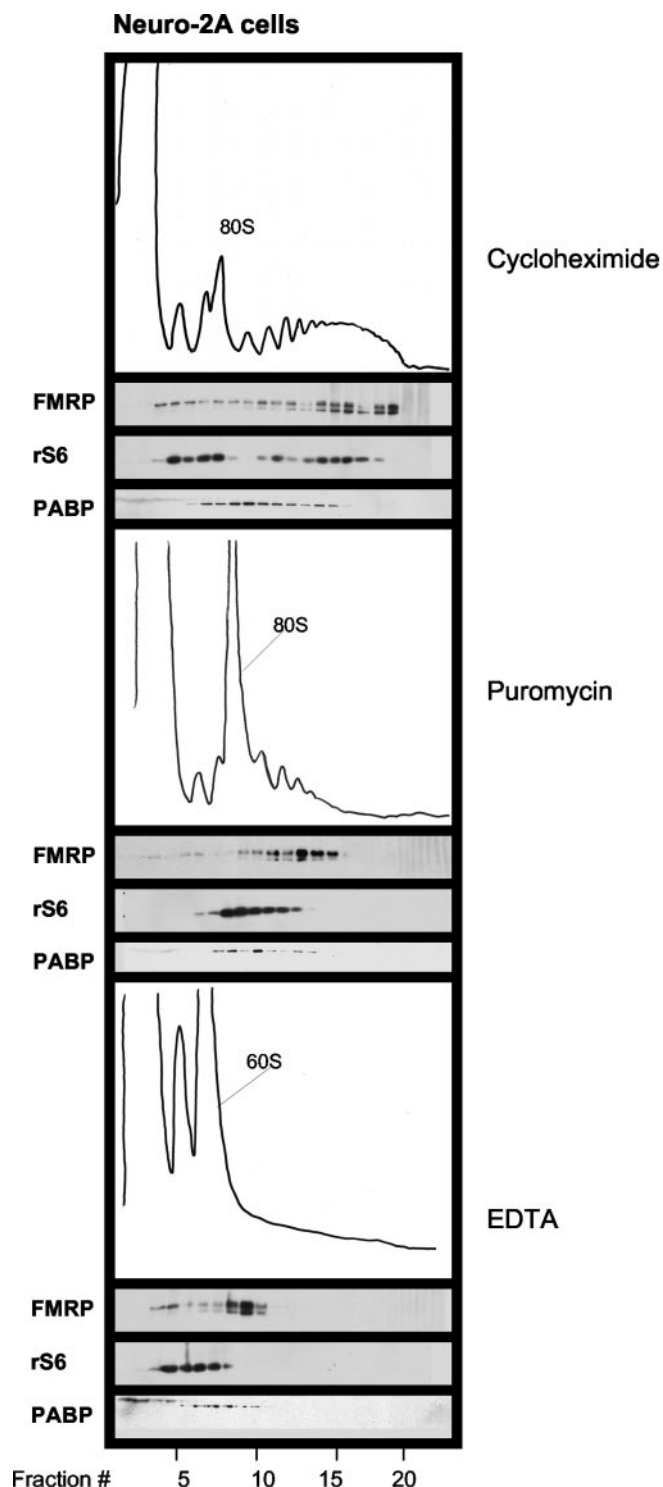 Neuro-2A cells
80S
Cycloheximide
FMRP
rS6
PABP
80S
Puromycin
FMRP
rS6
PABP
60S
EDTA
FMRP
rS6
PABP
Fraction # 5 10 15 20